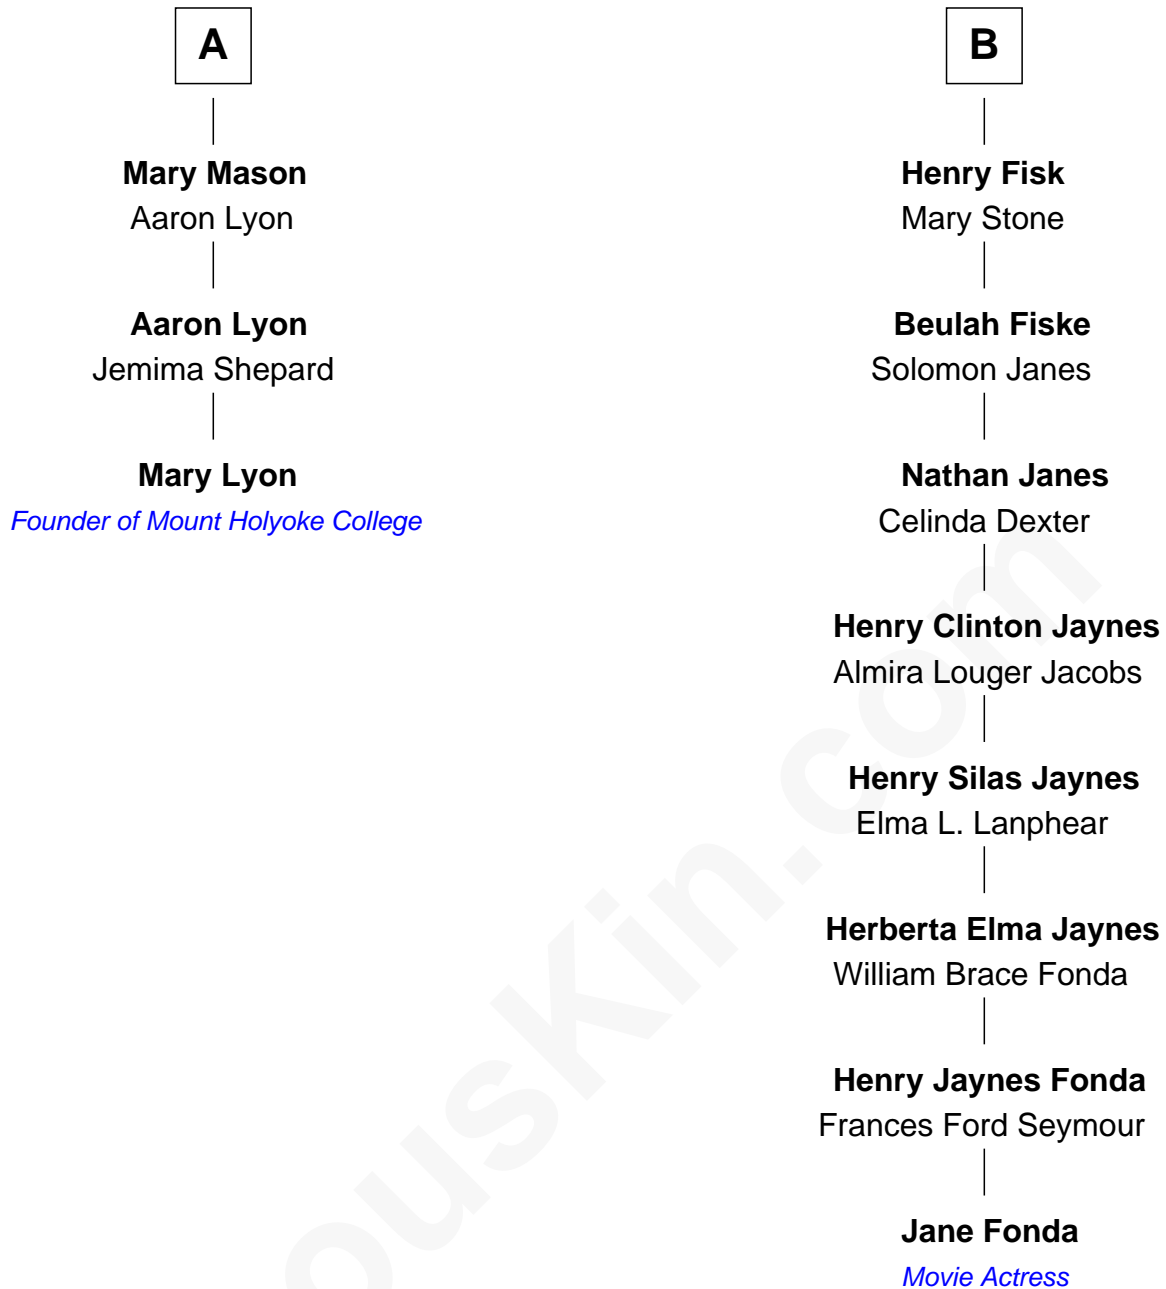 A
Mary Mason
Aaron Lyon
Aaron Lyon
Jemima Shepard
Mary Lyon
Founder of Mount Holyoke College
B
Henry Fisk
Mary Stone
Beulah Fiske
Solomon Janes
Nathan Janes
Celinda Dexter
Henry Clinton Jaynes
Almira Louger Jacobs
Henry Silas Jaynes
Elma L. Lanphear
Herberta Elma Jaynes
William Brace Fonda
Henry Jaynes Fonda
Frances Ford Seymour
Jane Fonda
Movie Actress
ousKin.com